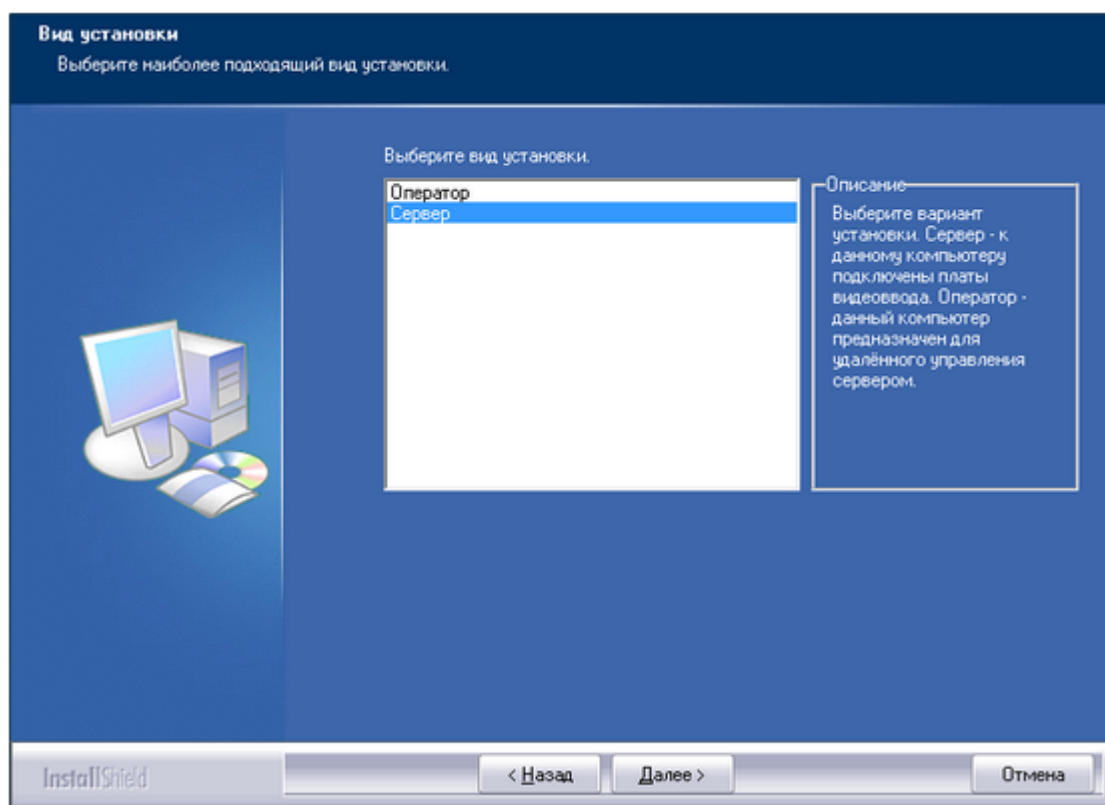 Вид установки
Выберите наиболее подходящий вид установки.
Выберите вид установки.
Оператор
Сервер
Описание
Выберите вариант
установки. Сервер - к
данному компьютеру
подключены платы
видеоввода. Оператор -
данный компьютер
предназначен для
удалённого управления
сервером.
InstallShield
< Назад
Далее >
Отмена